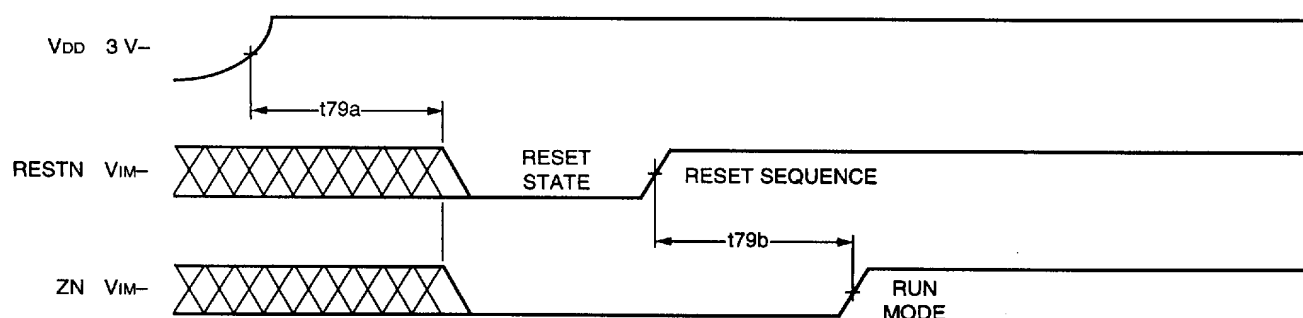 VDD 3 V–
t79a
RESTN VIM–
RESET
STATE
RESET SEQUENCE
t79b
ZN VIM–
RUN
MODE